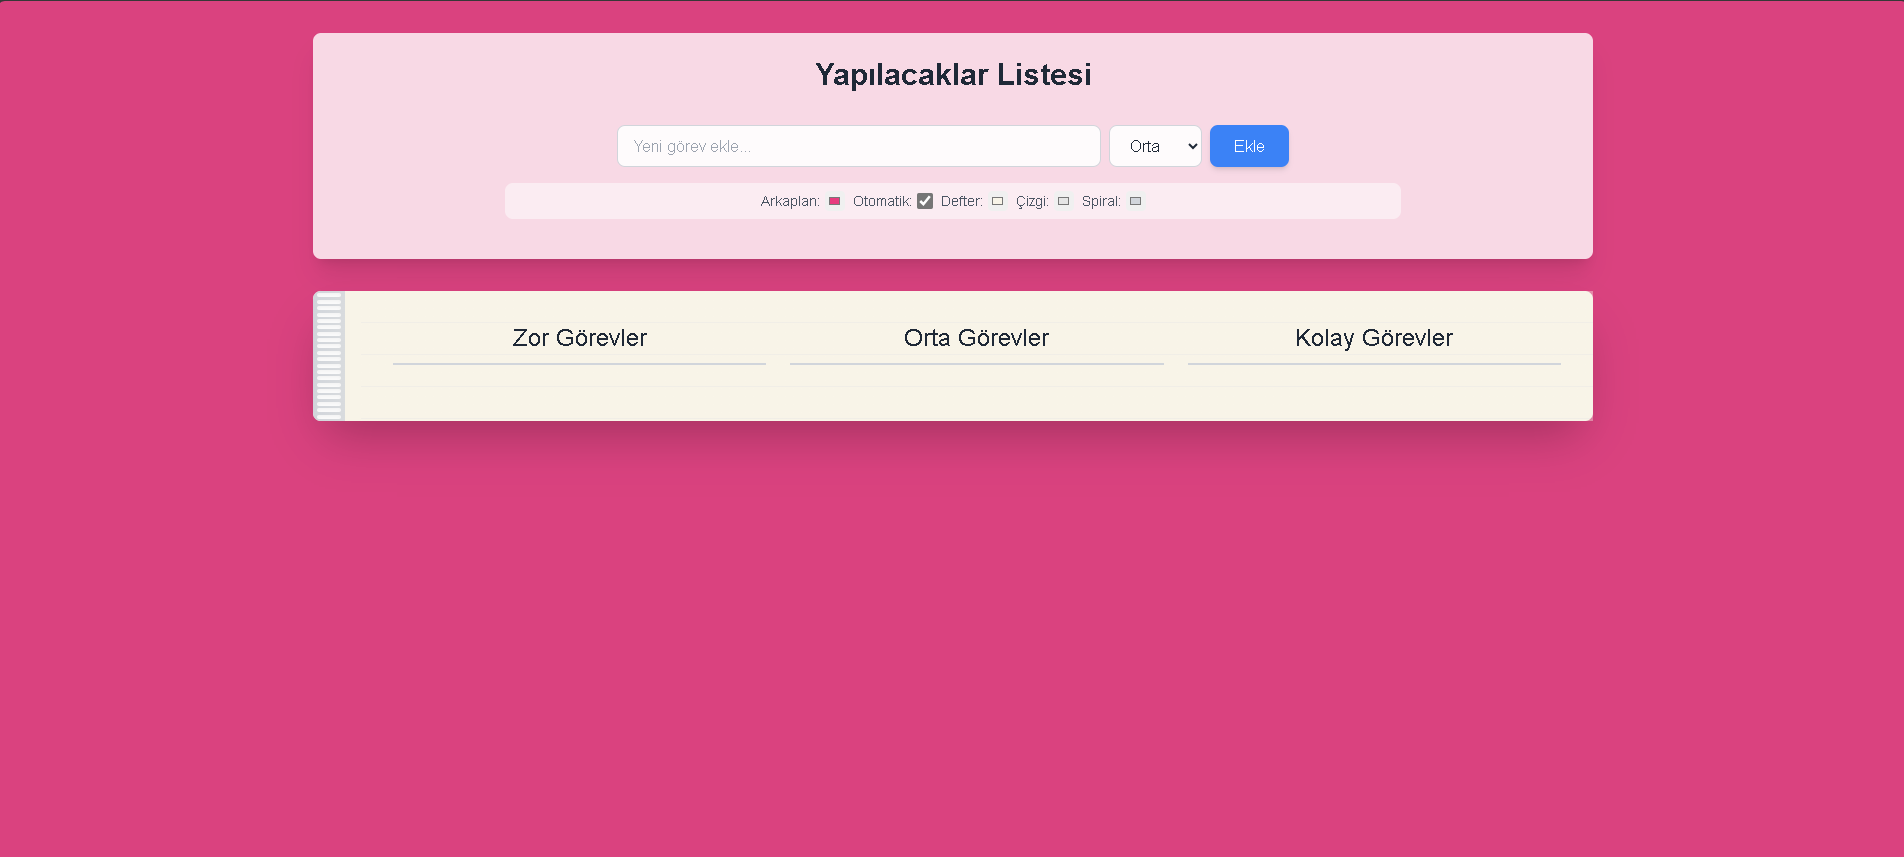 Yapılacaklar Listesi
Yeni görev ekle...
Orta
Ekle
Arkaplan: Otomatik: Defter: Çizgi: Spiral:
Zor Görevler
Orta Görevler
Kolay Görevler